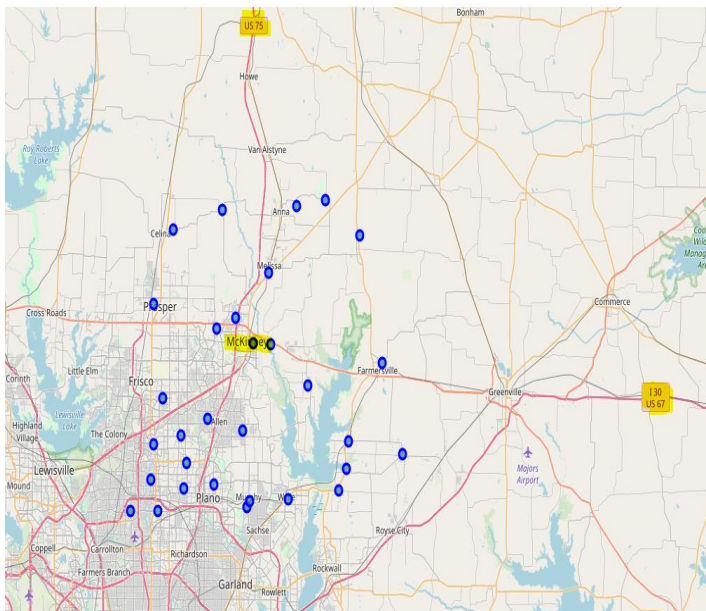 Bonham
US 75
Howe
Ray Roberts
Lake
Van Alstyne
Anna
Celina
Melissa
Commerce
Prosper
Cross Roads
McKinney
Little Elm
Farmersville
Corinth
Frisco
Greenville
I 30
US 67
Highland
Village
Lewisville
Lake
The Colony
Allen
Lewisville
Majors
Airport
Mound
Plano
Murphy
Sachse
Royse City
Coppell
Carrollton
Richardson
Farmers Branch
Rockwall
Garland
Rowlett